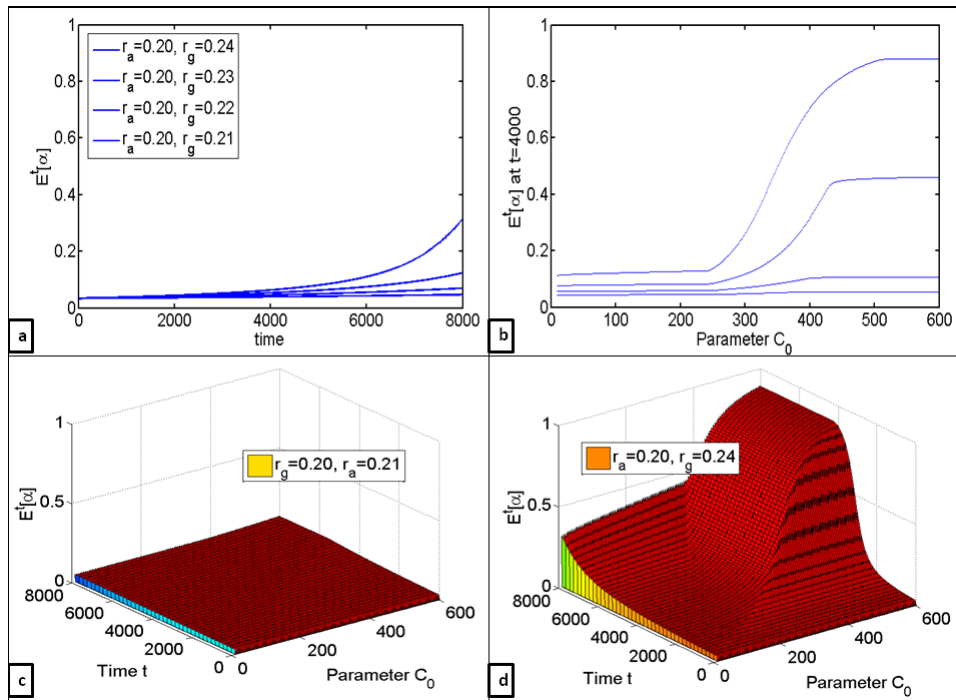 1
0.8
0.6
0.4
0.2
0
E^t[α]
r_a=0.20, r_g=0.24
r_a=0.20, r_g=0.23
r_a=0.20, r_g=0.22
r_a=0.20, r_g=0.21
0 2000 4000 6000 8000
time
a
1
0.8
0.6
0.4
0.2
0
E^t[α] at t=4000
0 100 200 300 400 500 600
Parameter C_0
b
1
0.5
0
E^t[α]
r_g=0.20, r_a=0.21
8000
6000
4000
2000
0
Time t
0
200
400
600
Parameter C_0
c
1
0.5
0
E^t[α]
r_a=0.20, r_g=0.24
8000
6000
4000
2000
0
Time t
0
200
400
600
Parameter C_0
d